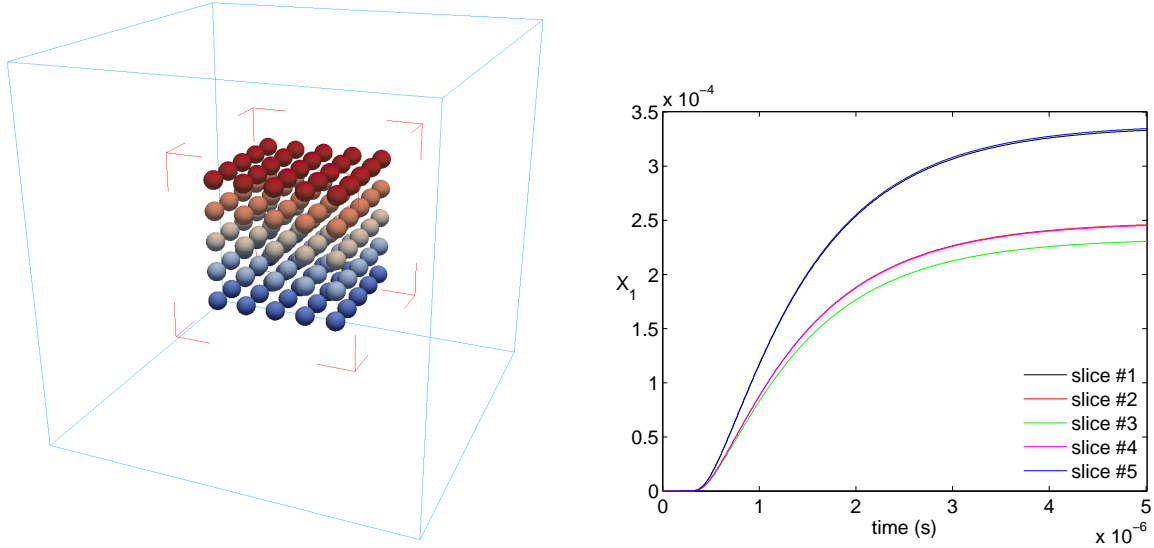 x 10⁻⁴
3.5
3
2.5
2
1.5
1
0.5
0
X₁
slice #1
slice #2
slice #3
slice #4
slice #5
0 1 2 3 4 5
time (s)
x 10⁻⁶